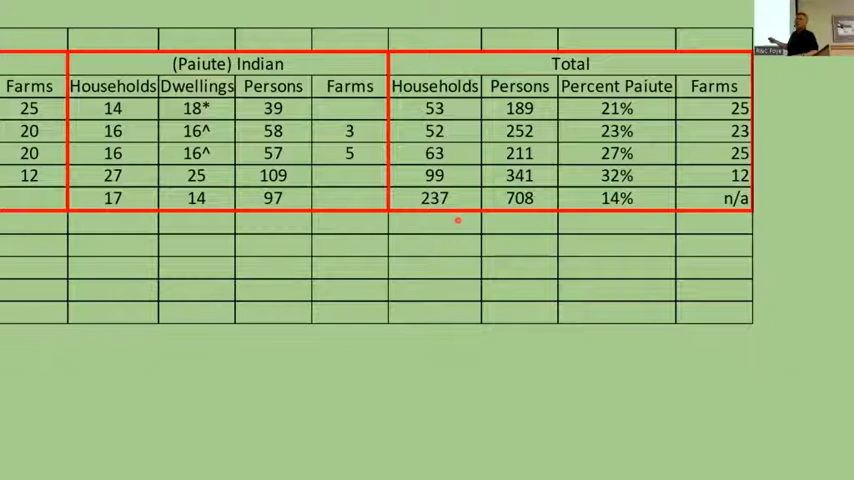 (Paiute) Indian Total
Farms Households Dwellings Persons Farms Households Persons Percent Paiute Farms
25 14 18* 39 53 189 21% 25
20 16 16^ 58 3 52 252 23% 23
20 16 16^ 57 5 63 211 27% 25
12 27 25 109 99 341 32% 12
17 14 97 237 708 14% n/a